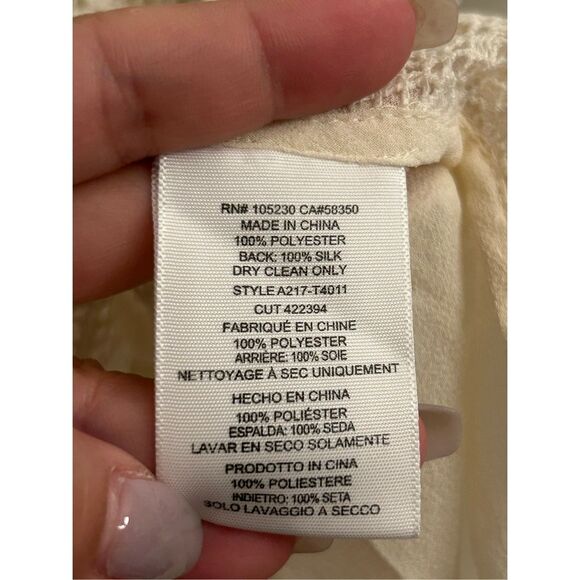 RN# 105230 CA#58350
MADE IN CHINA
100% POLYESTER
BACK: 100% SILK
DRY CLEAN ONLY
STYLE A217-T4011
CUT 422394
FABRIQUÉ EN CHINE
100% POLYESTER
ARRIÈRE: 100% SOIE
NETTOYAGE À SEC UNIQUEMENT
HECHO EN CHINA
100% POLIÉSTER
ESPALDA: 100% SEDA
LAVAR EN SECO SOLAMENTE
PRODOTTO IN CINA
100% POLIESTERE
INDIETRO: 100% SETA
SOLO LAVAGGIO A SECCO